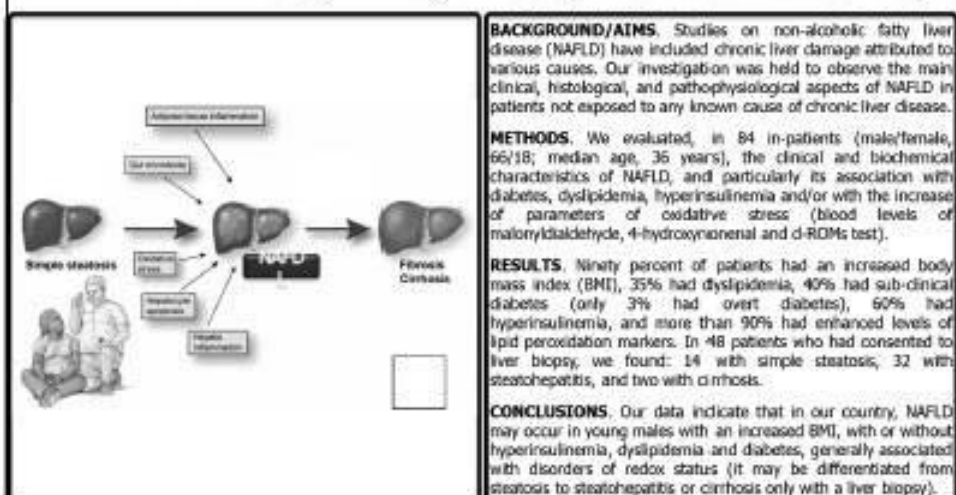 Adipose tissue inflammation
Gut microbiota
Simple steatosis
Oxidative
stress
NAFLD
Fibrosis
Cirrhosis
Hepatocyte
apoptosis
Hepatic
inflammation
BACKGROUND/AIMS. Studies on non-alcoholic fatty liver
disease (NAFLD) have included chronic liver damage attributed to
various causes. Our investigation was held to observe the main
clinical, histological, and pathophysiological aspects of NAFLD in
patients not exposed to any known cause of chronic liver disease.
METHODS. We evaluated, in 84 in-patients (male/female,
66/18; median age, 36 years), the clinical and biochemical
characteristics of NAFLD, and particularly its association with
diabetes, dyslipidemia, hyperinsulinemia and/or with the increase
of parameters of oxidative stress (blood levels of
malonyldialdehyde, 4-hydroxynonenal and d-ROMs test).
RESULTS. Ninety percent of patients had an increased body
mass index (BMI), 35% had dyslipidemia, 40% had sub-clinical
diabetes (only 3% had overt diabetes), 60% had
hyperinsulinemia, and more than 90% had enhanced levels of
lipid peroxidation markers. In 48 patients who had consented to
liver biopsy, we found: 14 with simple steatosis, 32 with
steatohepatitis, and two with cirrhosis.
CONCLUSIONS. Our data indicate that in our country, NAFLD
may occur in young males with an increased BMI, with or without
hyperinsulinemia, dyslipidemia and diabetes, generally associated
with disorders of redox status (it may be differentiated from
steatosis to steatohepatitis or cirrhosis only with a liver biopsy).